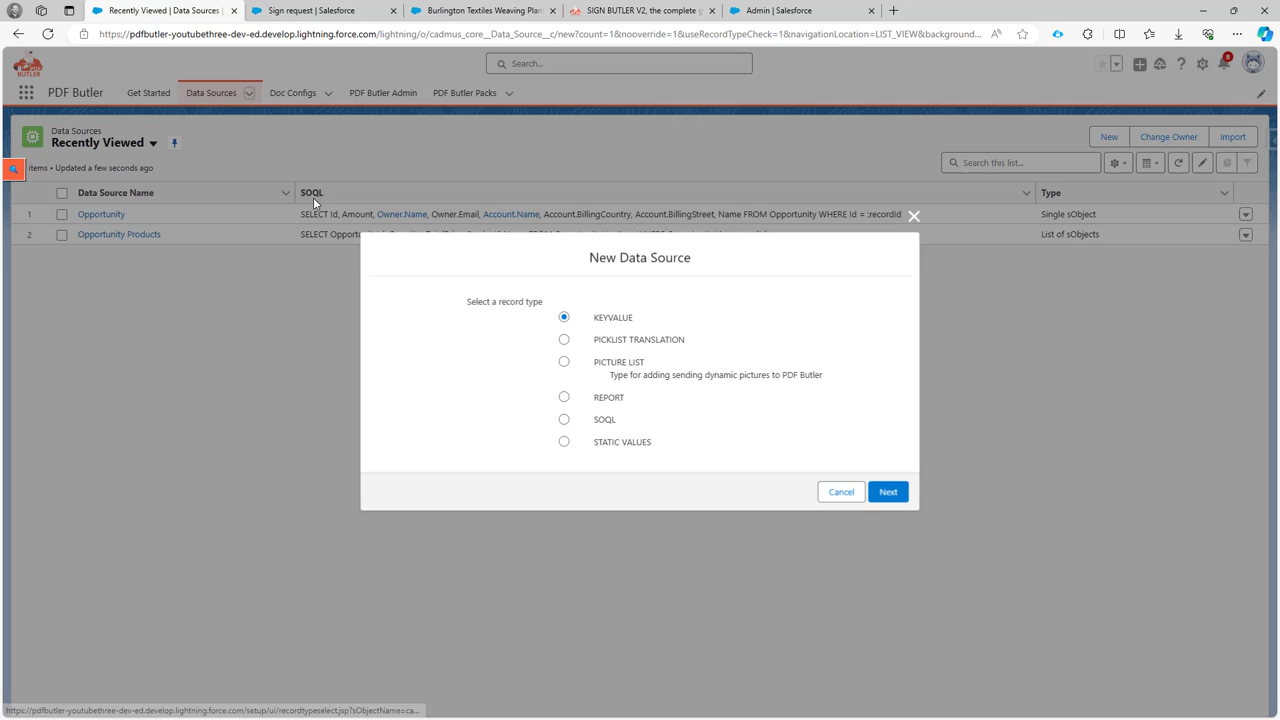 Recently Viewed | Data Sources |
Sign request | Salesforce
Burlington Textiles Weaving Plan
SIGN BUTLER V2, the complete g
Admin | Salesforce
https://pdfbutler-youtubethree-dev-ed.develop.lightning.force.com/lightning/o/cadmus_core__Data_Source__c/new?count=1&nooverride=1&useRecordTypeCheck=1&navigationLocation=LIST_VIEW&background...
BUTLER
Search...
8
PDF Butler
Get Started
Data Sources
Doc Configs
PDF Butler Admin
PDF Butler Packs
Data Sources
Recently Viewed
New
Change Owner
Import
items • Updated a few seconds ago
Search this list...
Data Source Name
SOQL
Type
1
Opportunity
SELECT Id, Amount, Owner.Name, Owner.Email, Account.Name, Account.BillingCountry, Account.BillingStreet, Name FROM Opportunity WHERE Id = :recordId
Single sObject
2
Opportunity Products
List of sObjects
New Data Source
Select a record type
KEYVALUE
PICKLIST TRANSLATION
PICTURE LIST
Type for adding sending dynamic pictures to PDF Butler
REPORT
SOQL
STATIC VALUES
Cancel
Next
https://pdfbutler-youtubethree-dev-ed.develop.lightning.force.com/setup/ui/recordtypeselect.jsp?sObjectName=ca...